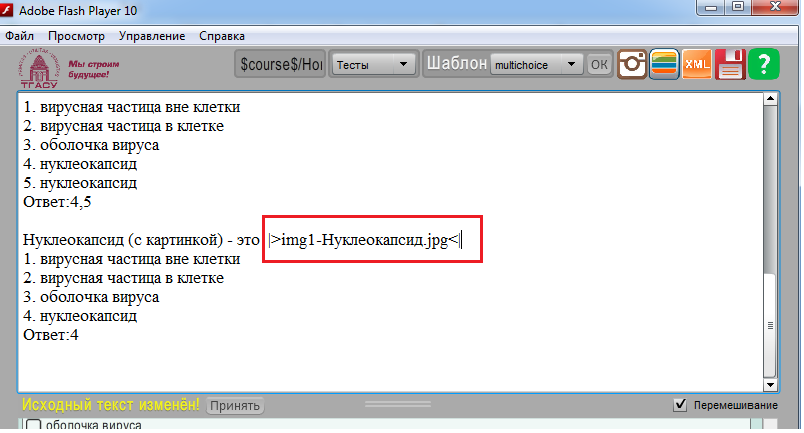 Adobe Flash Player 10
Файл Просмотр Управление Справка
Мы строим
будущее!
ТГАСУ
$course$/Hor
Тесты
Шаблон
multichoice
ОК
XML
?
1. вирусная частица вне клетки
2. вирусная частица в клетке
3. оболочка вируса
4. нуклеокапсид
5. нуклеокапсид
Ответ:4,5
Нуклеокапсид (с картинкой) - это |>img1-Нуклеокапсид.jpg<|
1. вирусная частица вне клетки
2. вирусная частица в клетке
3. оболочка вируса
4. нуклеокапсид
Ответ:4
Исходный текст изменён! Принять
Перемешивание
оболочка вируса